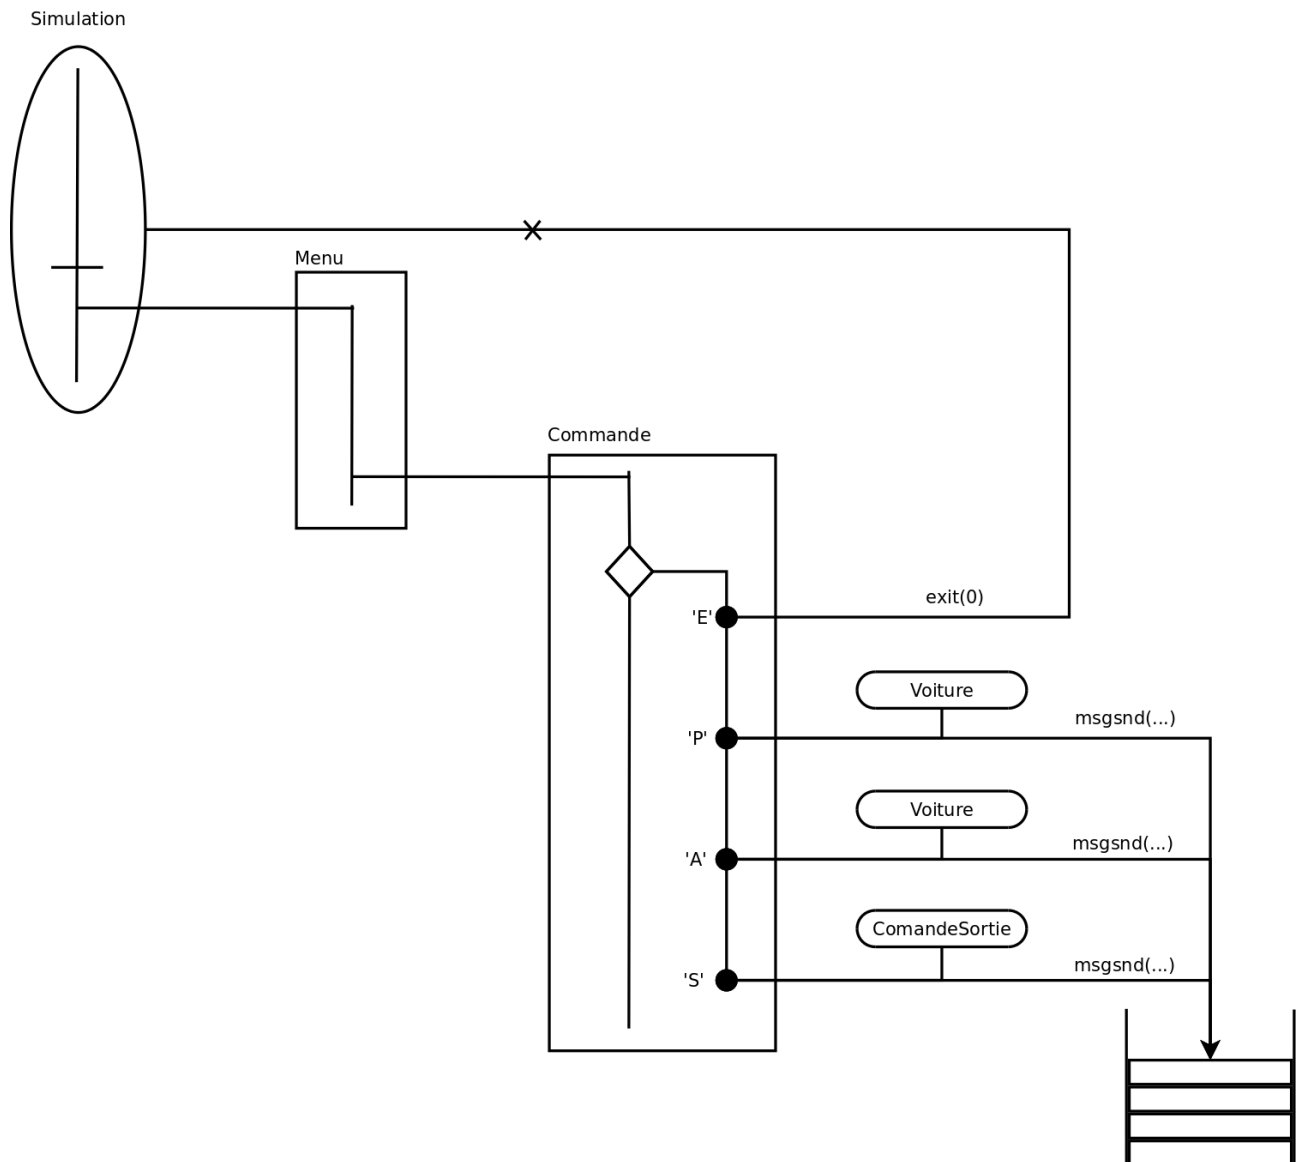 Simulation
Menu
Commande
exit(0)
'E'
Voiture
msgsnd(...)
'P'
Voiture
msgsnd(...)
'A'
ComandeSortie
msgsnd(...)
'S'